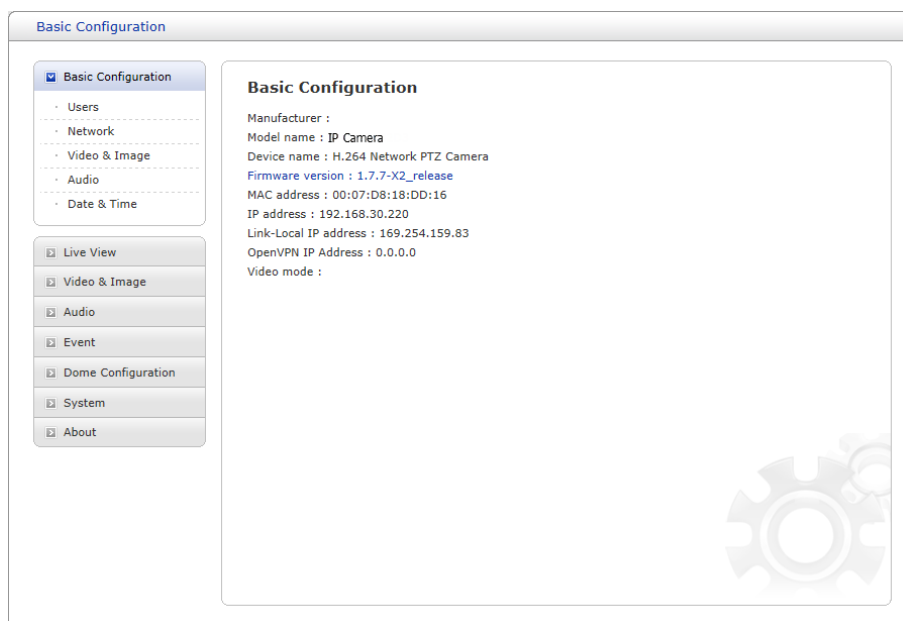 Basic Configuration
Basic Configuration
· Users
· Network
· Video & Image
· Audio
· Date & Time
Live View
Video & Image
Audio
Event
Dome Configuration
System
About
Basic Configuration
Manufacturer :
Model name : IP Camera
Device name : H.264 Network PTZ Camera
Firmware version : 1.7.7-X2_release
MAC address : 00:07:D8:18:DD:16
IP address : 192.168.30.220
Link-Local IP address : 169.254.159.83
OpenVPN IP Address : 0.0.0.0
Video mode :